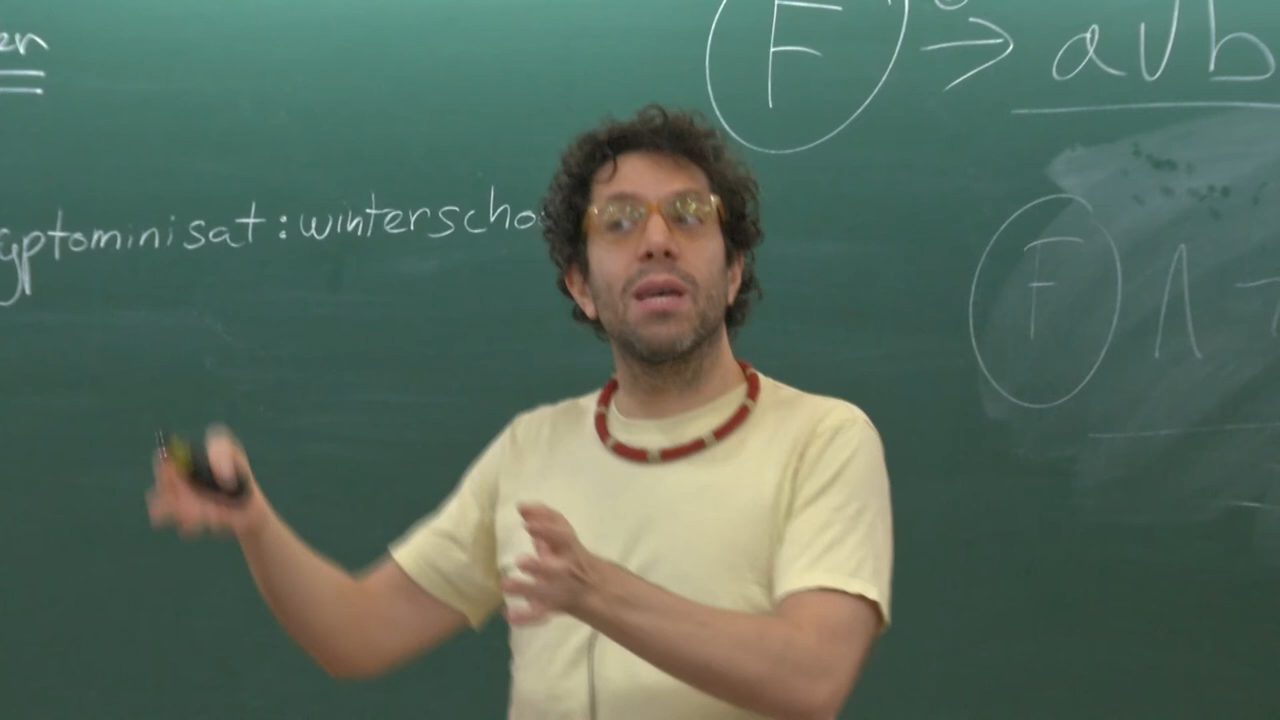 en
F → a ∨ b
yptominisat:winterscho
F ∧ ¬